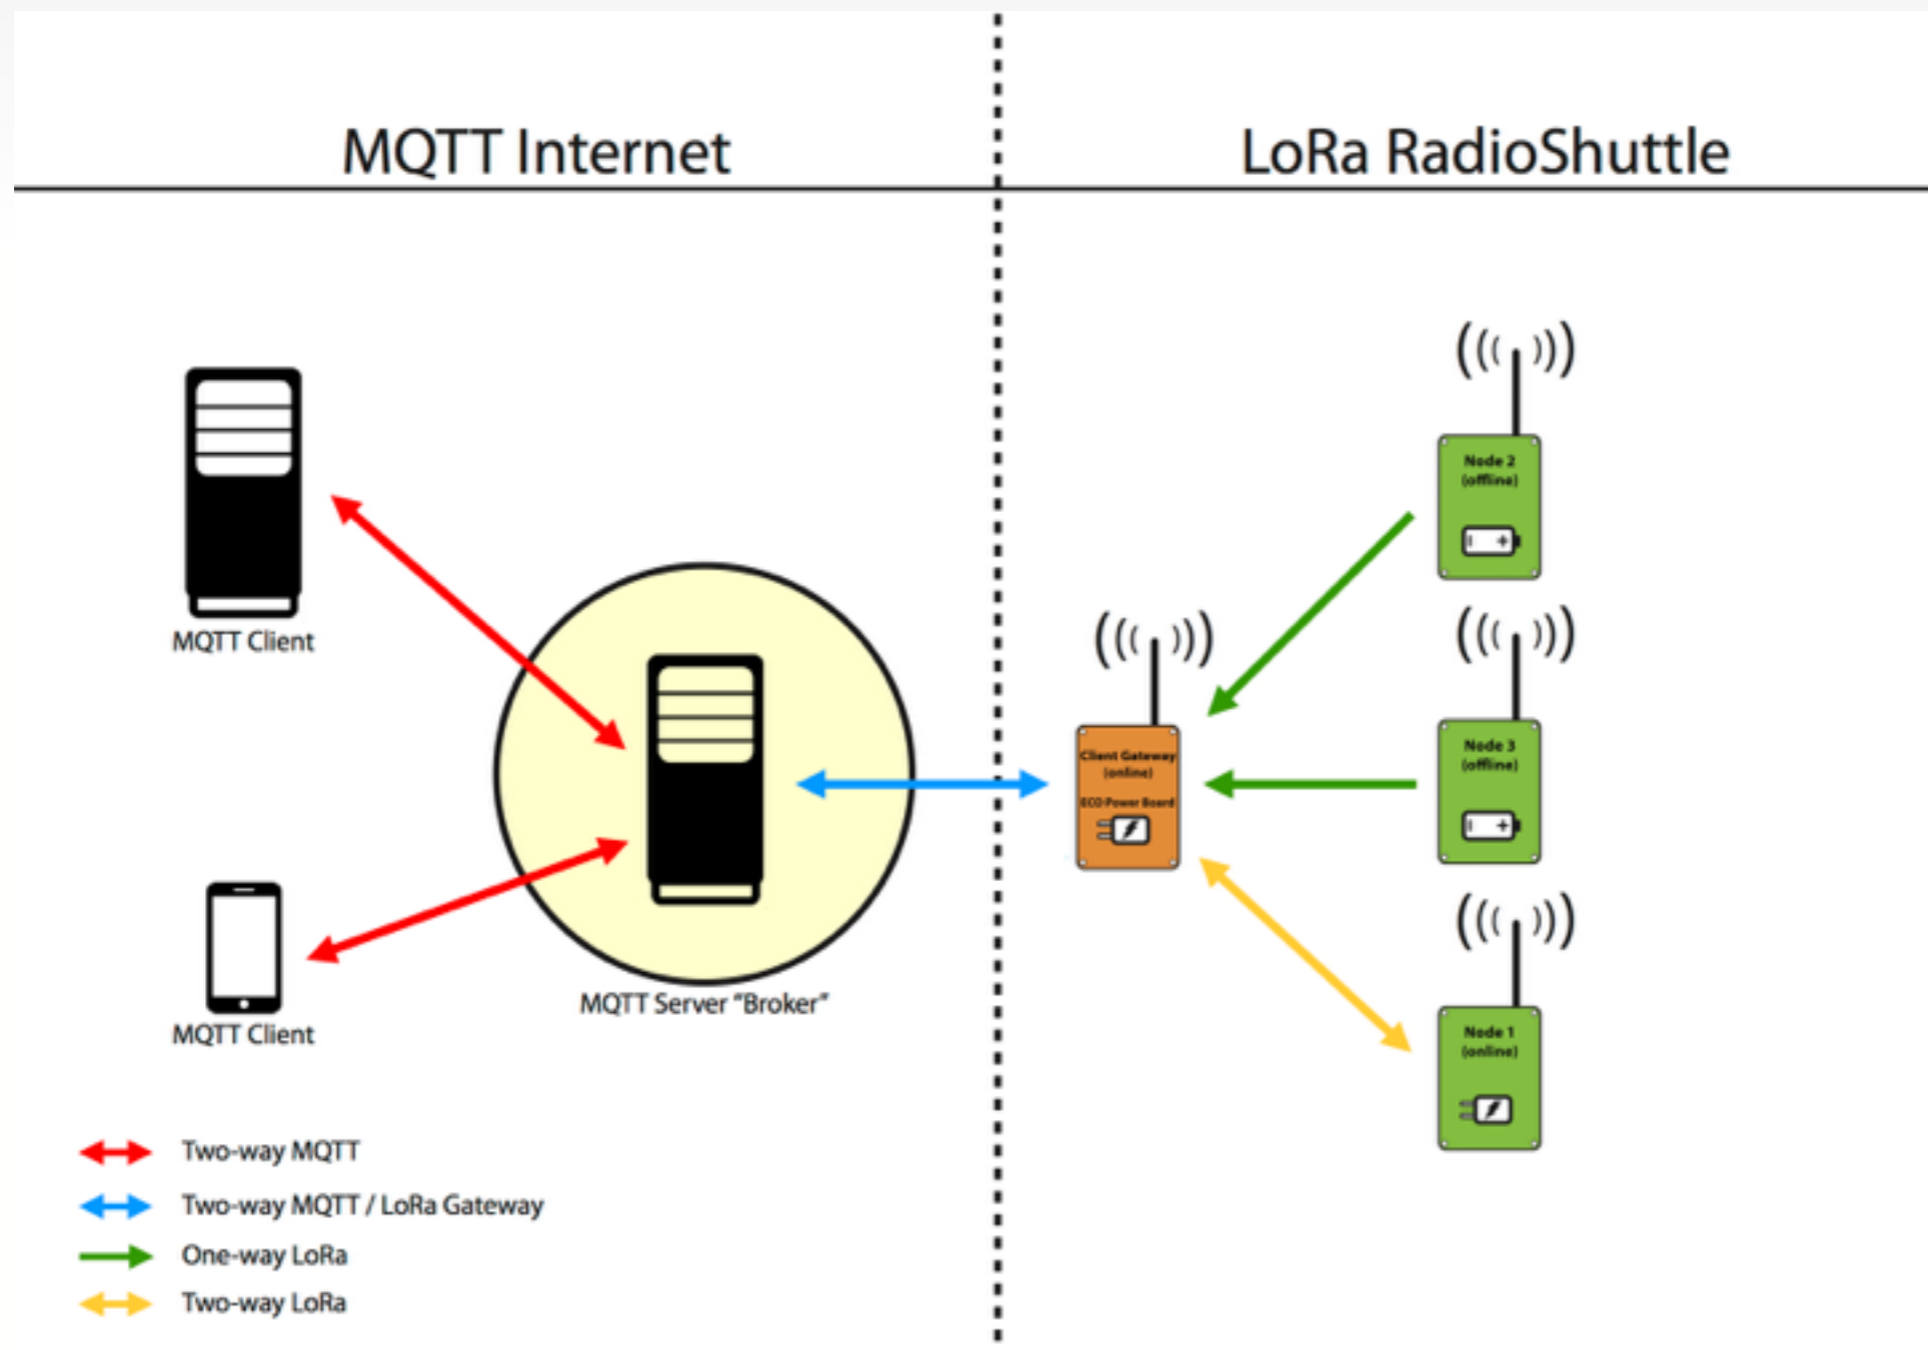 MQTT Internet
LoRa RadioShuttle
MQTT Client
MQTT Server “Broker”
MQTT Client
Client Gateway
(online)
ECO Power Board
Node 2
(offline)
Node 3
(offline)
Node 1
(online)
Two-way MQTT
Two-way MQTT / LoRa Gateway
One-way LoRa
Two-way LoRa